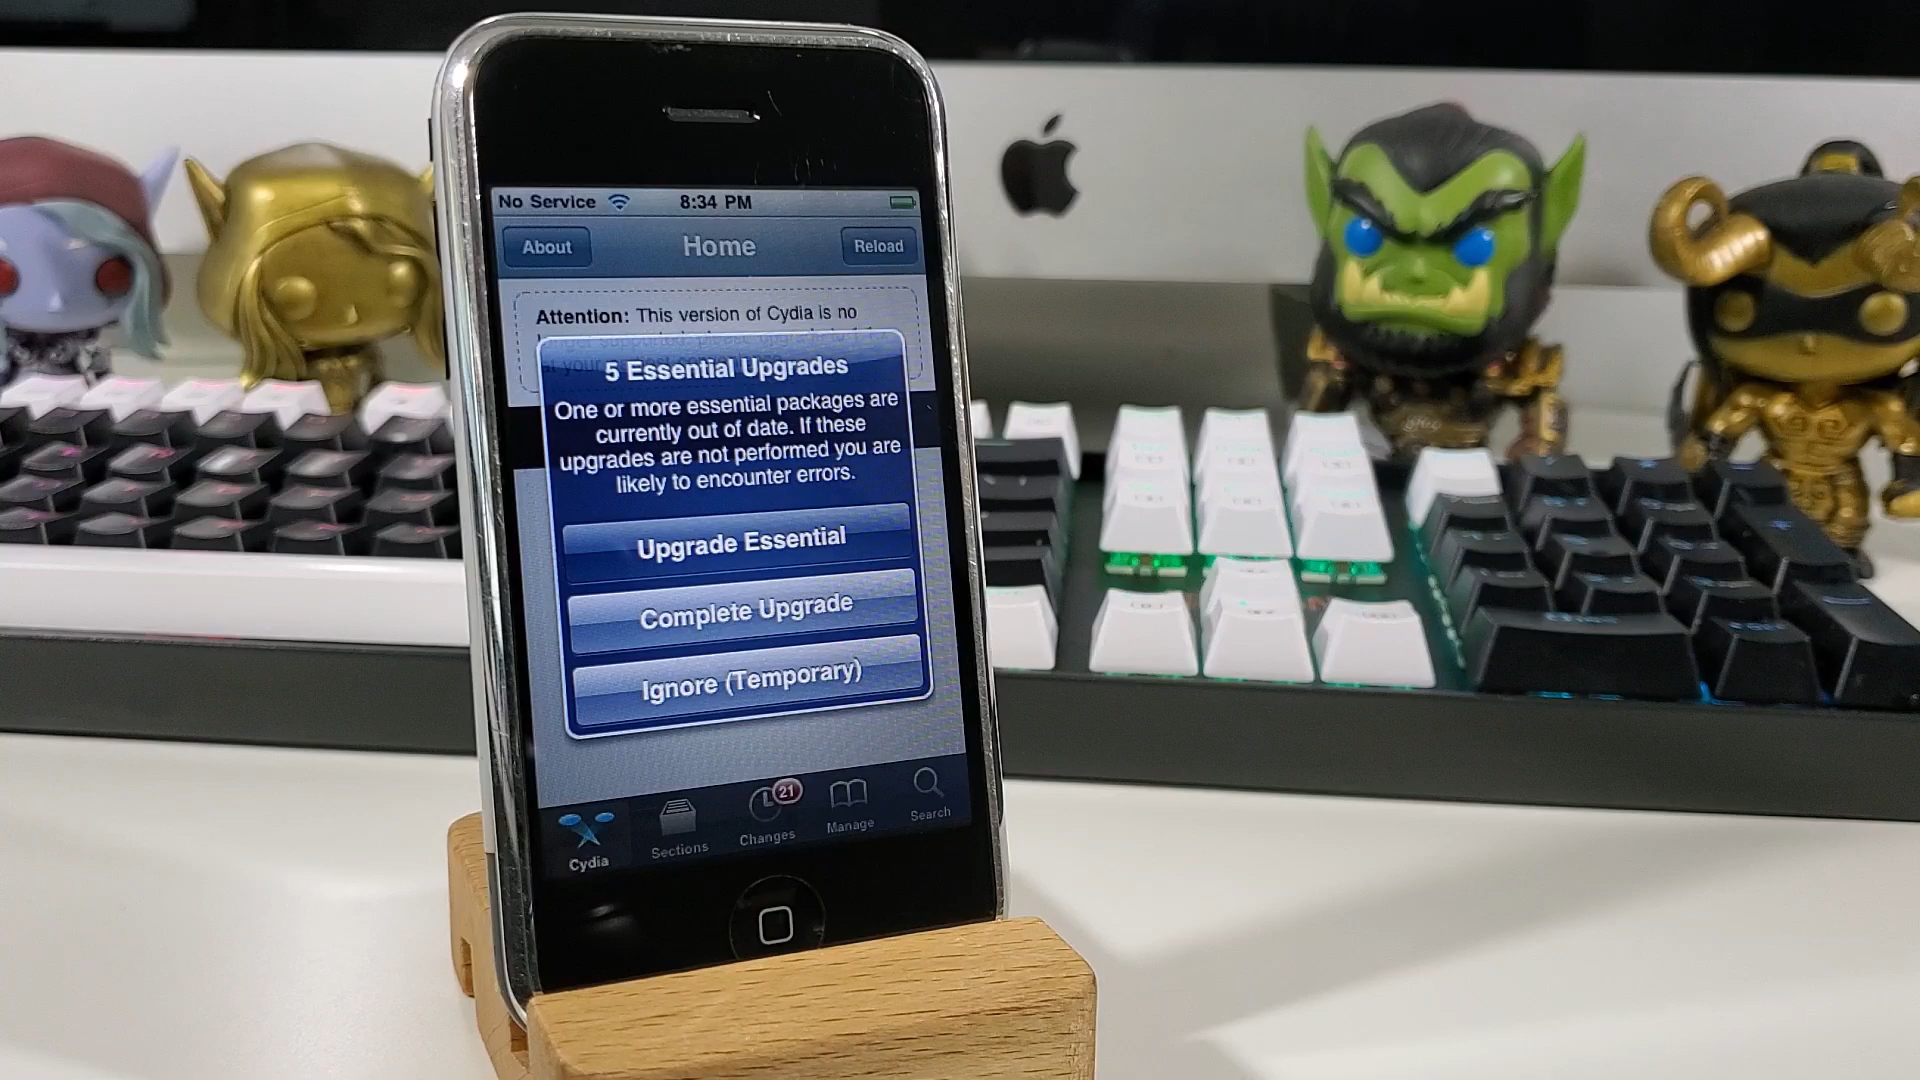 No Service 8:34 PM
About Home Reload
Attention: This version of Cydia is no
5 Essential Upgrades
One or more essential packages are
currently out of date. If these
upgrades are not performed you are
likely to encounter errors.
Upgrade Essential
Complete Upgrade
Ignore (Temporary)
21
Cydia Sections Changes Manage Search